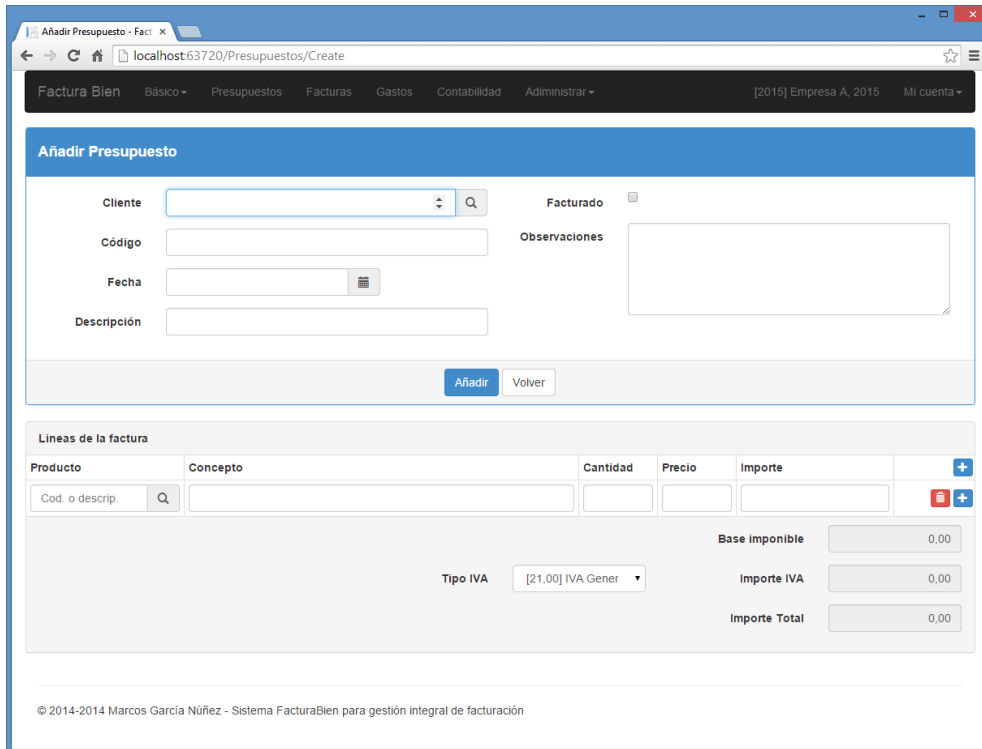 Añadir Presupuesto - Fact
localhost:63720/Presupuestos/Create
Factura Bien Básico Presupuestos Facturas Gastos Contabilidad Adiministrar [2015] Empresa A, 2015 Mi cuenta
Añadir Presupuesto
Cliente Facturado
Código Observaciones
Fecha
Descripción
Añadir Volver
Lineas de la factura
Producto Concepto Cantidad Precio Importe
Cod. o descrip.
Base imponible 0,00
Tipo IVA [21,00] IVA Gener Importe IVA 0,00
Importe Total 0,00
© 2014-2014 Marcos García Núñez - Sistema FacturaBien para gestión integral de facturación